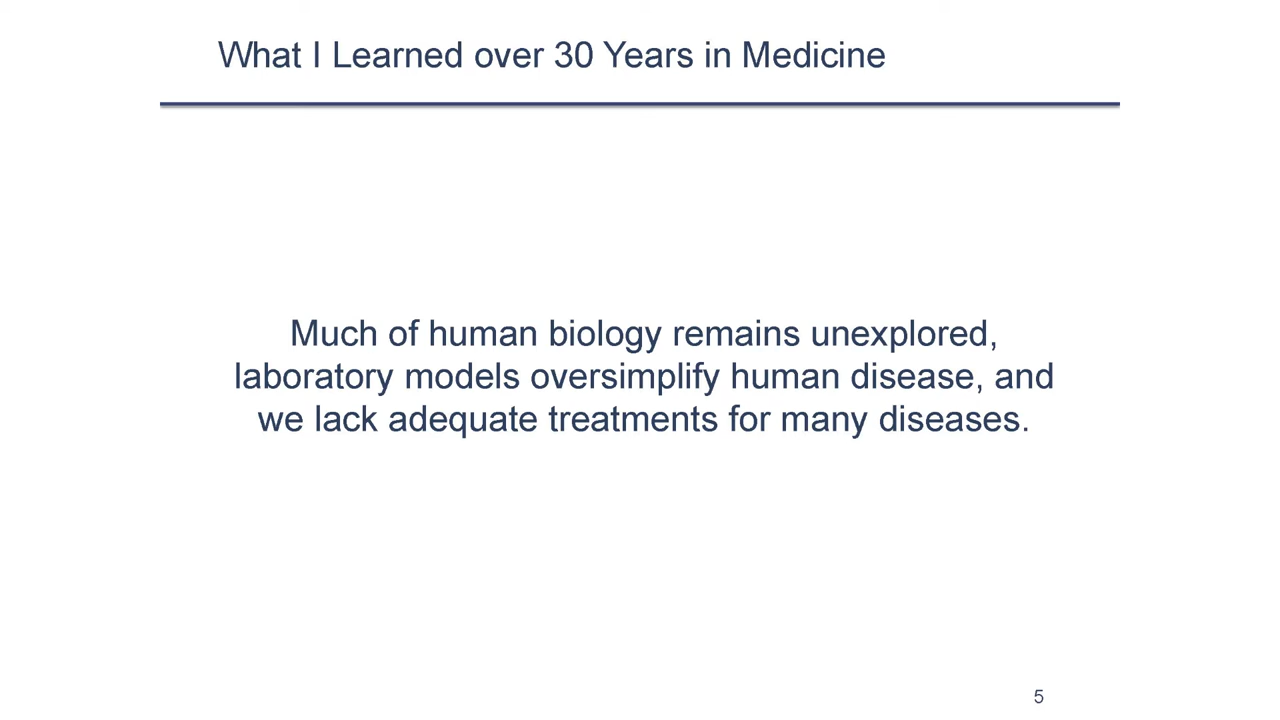 What I Learned over 30 Years in Medicine
Much of human biology remains unexplored,
laboratory models oversimplify human disease, and
we lack adequate treatments for many diseases.
5